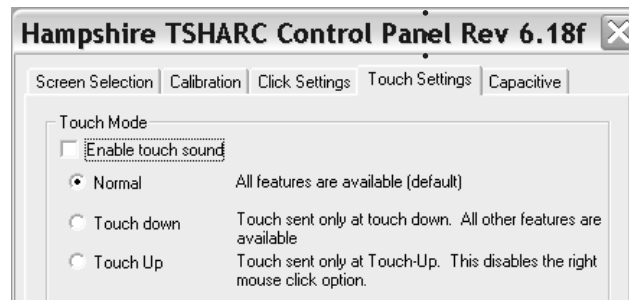 Hampshire TSHARC Control Panel Rev 6.18f
Screen Selection Calibration Click Settings Touch Settings Capacitive
Touch Mode
Enable touch sound
Normal All features are available (default)
Touch down Touch sent only at touch down. All other features are
available
Touch Up Touch sent only at Touch-Up. This disables the right
mouse click option.